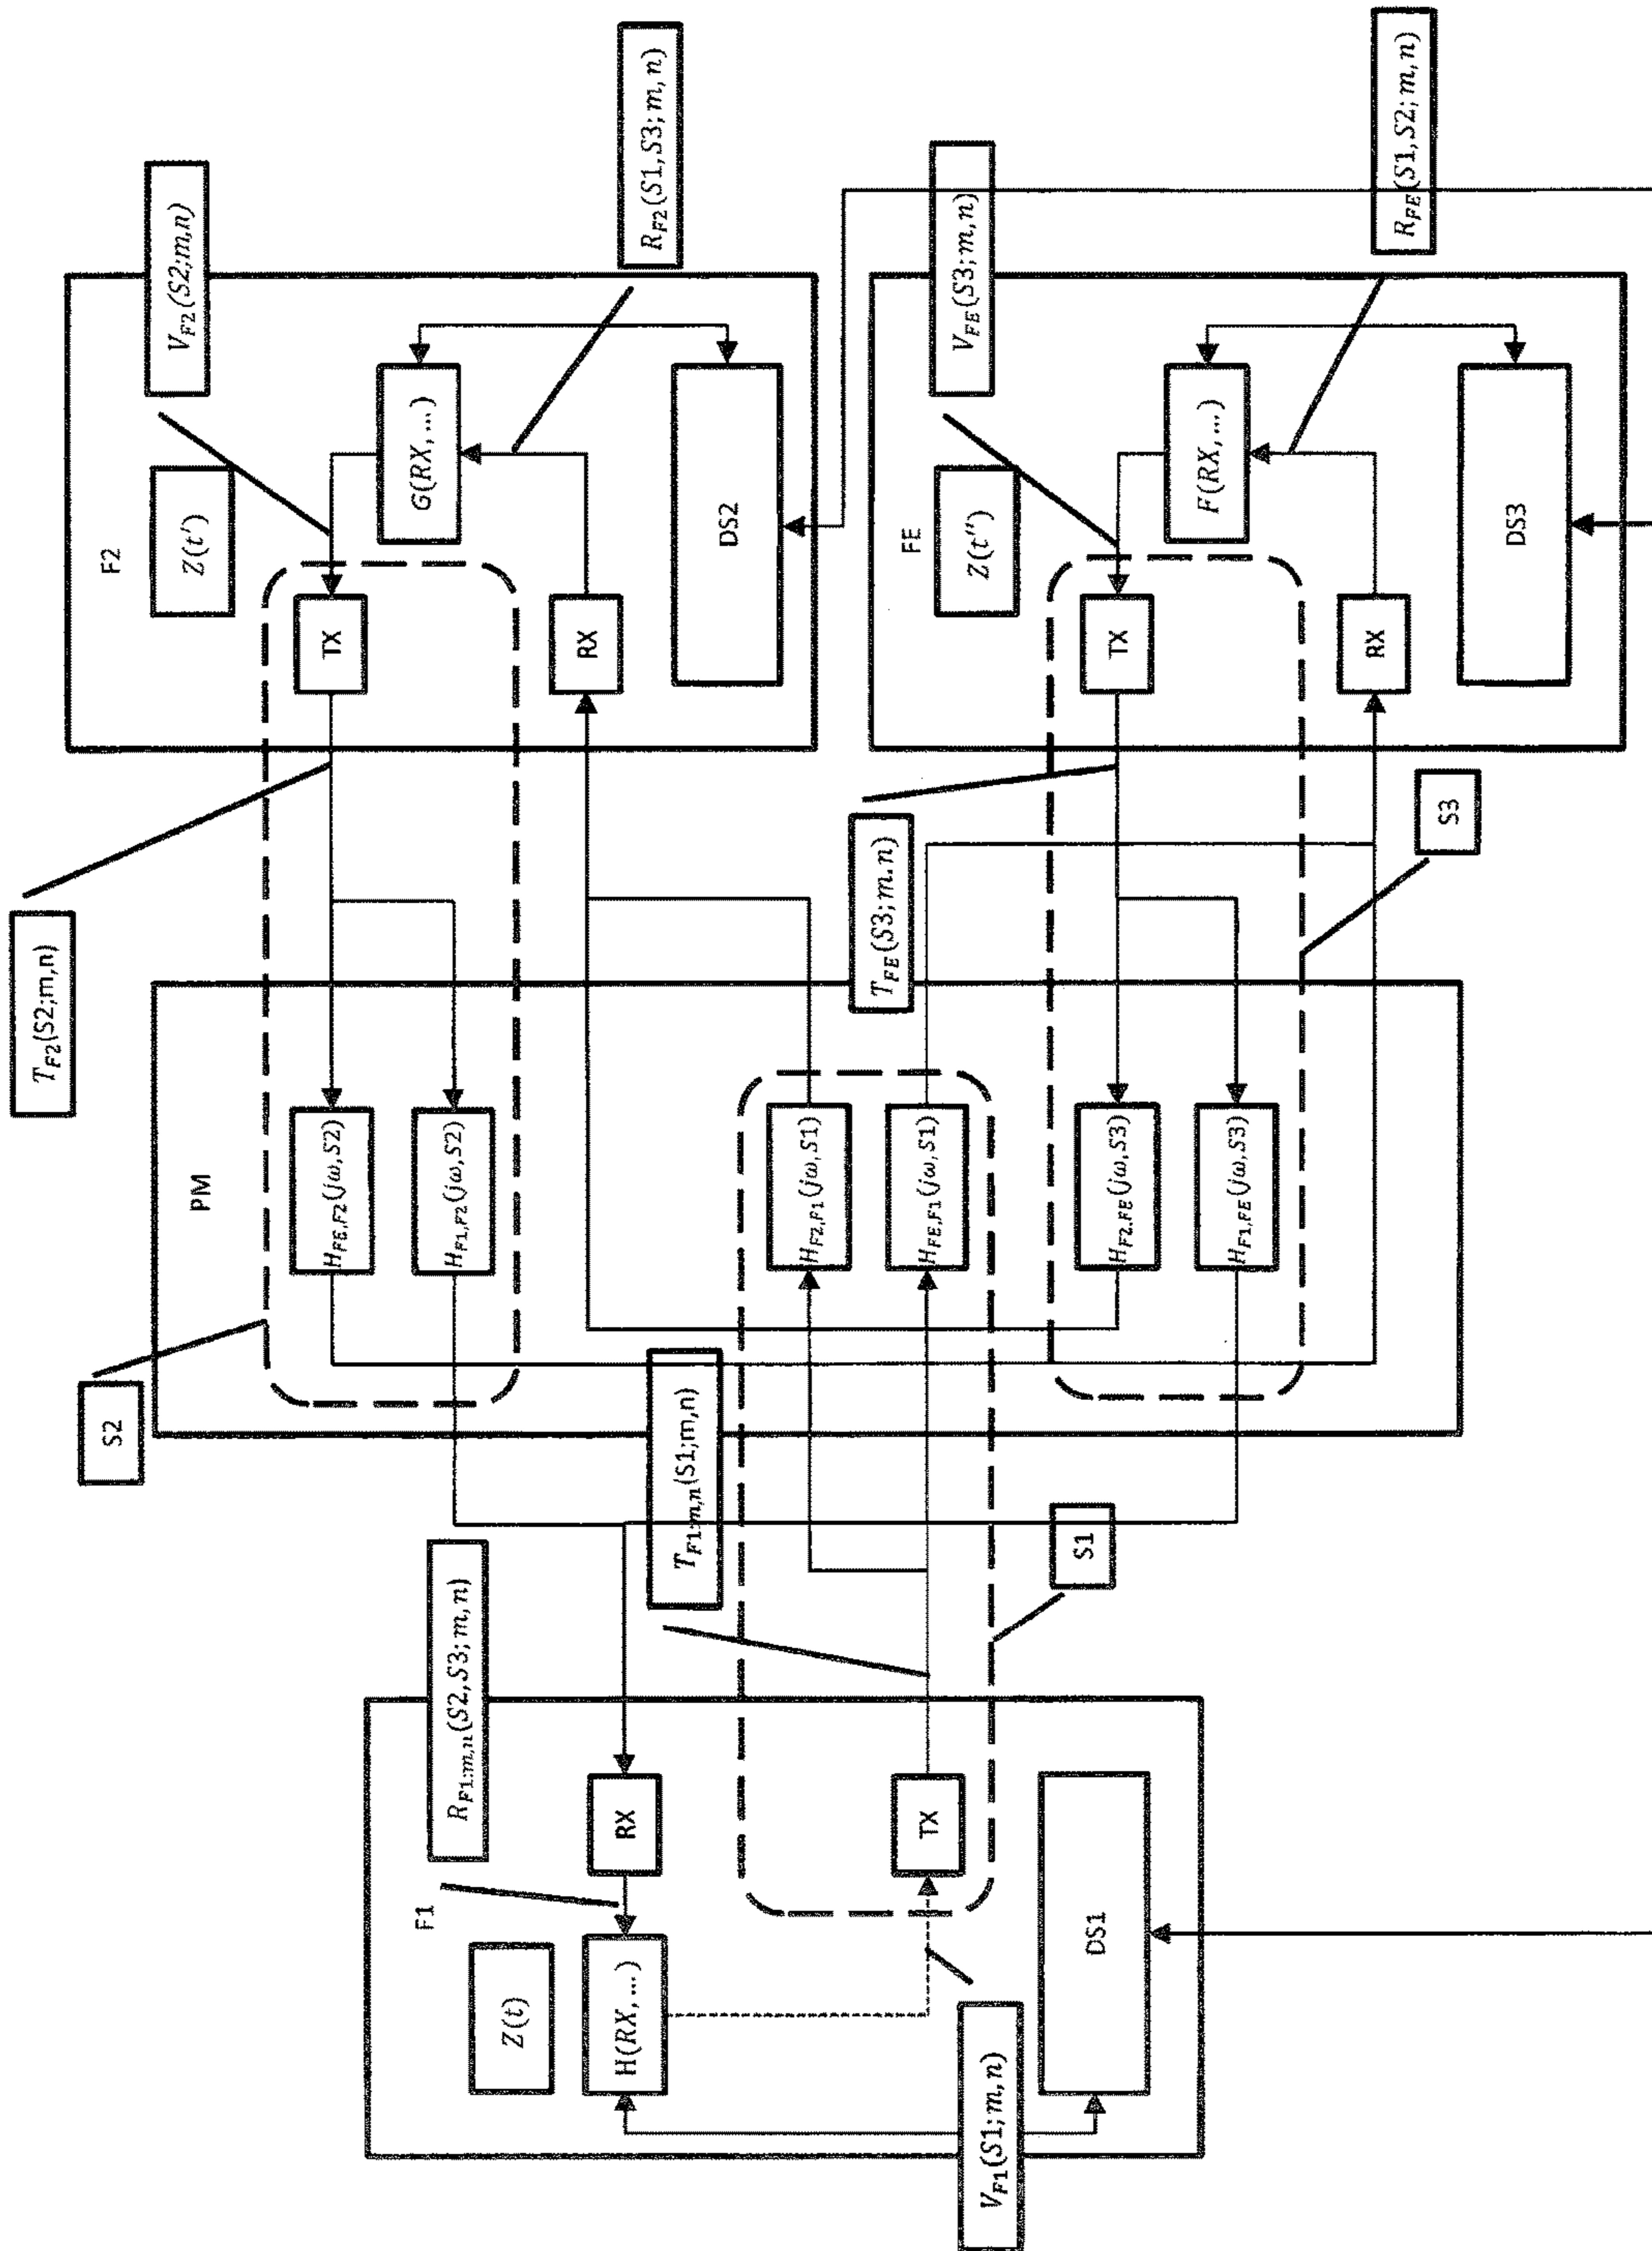 V_{F2}(S2;m,n)
R_{F2}(S1,S3;m,n)
F2
Z(t')
G(RX,...)
DS2
TX
RX
T_{F2}(S2;m,n)
V_{FE}(S3;m,n)
R_{FE}(S1,S2;m,n)
FE
Z(t'')
F(RX,...)
DS3
TX
RX
T_{FE}(S3;m.n)
S3
PM
H_{FE,F2}(jω,S2)
H_{F1,F2}(jω,S2)
H_{F2,F1}(jω,S1)
H_{FE,F1}(jω,S1)
H_{F2,FE}(jω,S3)
H_{F1,FE}(jω,S3)
S2
T_{F1:m,n}(S1;m,n)
S1
R_{F1:m,n}(S2,S3;m,n)
F1
Z(t)
H(RX,...)
RX
TX
DS1
V_{F1}(S1;m,n)